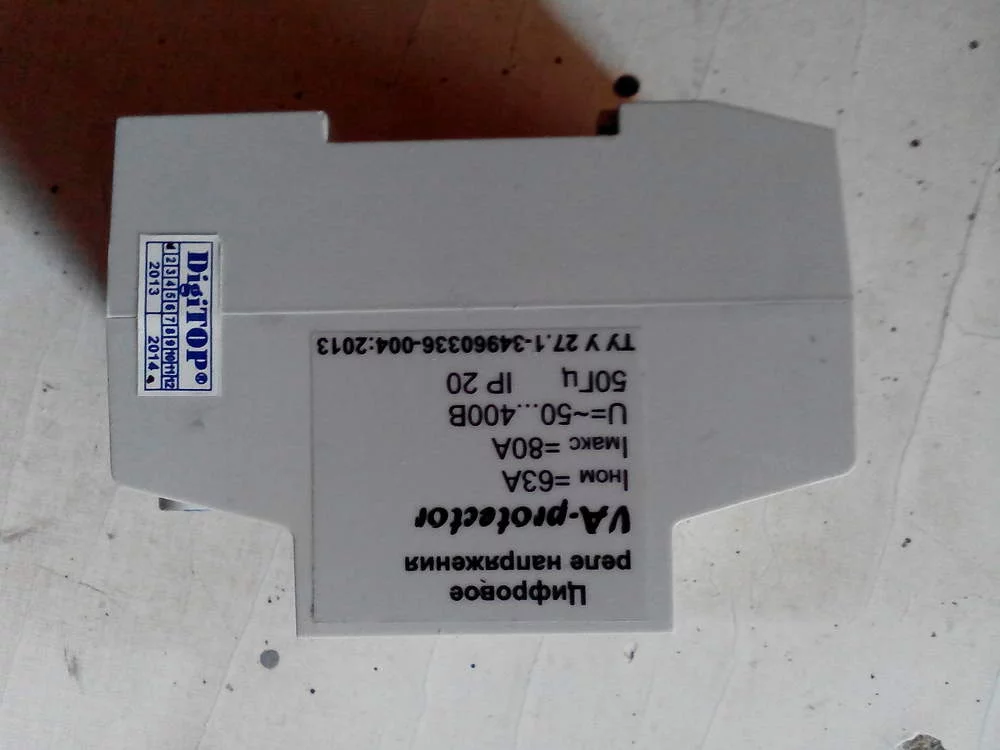 Цифровое
реле напряжения
VA-protector
Iном =63А
Iмакс =80А
U=~50...400В
50Гц IP 20
ТУ У 27.1-34960336-004:2013
DigiTOP®
2 3 4 5 6 7 8 9 10 11 12
2013 2014